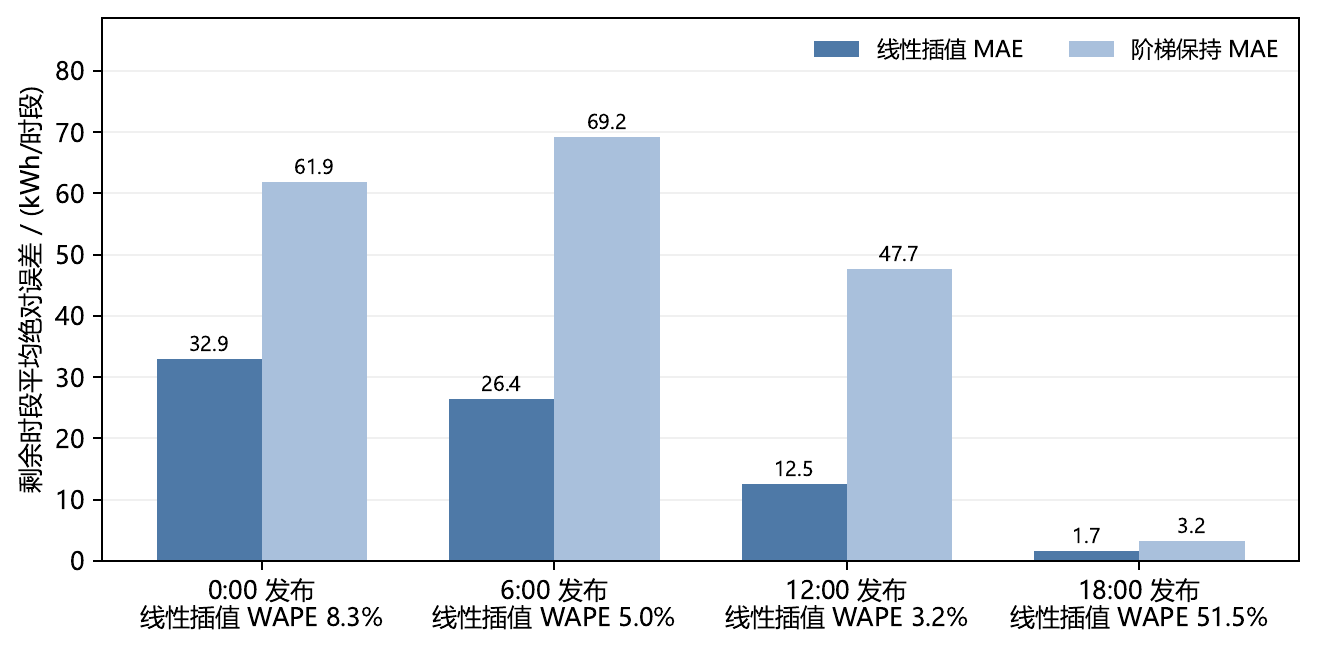 线性插值 MAE
阶梯保持 MAE
剩余时段平均绝对误差 / (kWh/时段)
80
70
60
50
40
30
20
10
0
32.9
61.9
26.4
69.2
12.5
47.7
1.7
3.2
0:00 发布
线性插值 WAPE 8.3%
6:00 发布
线性插值 WAPE 5.0%
12:00 发布
线性插值 WAPE 3.2%
18:00 发布
线性插值 WAPE 51.5%